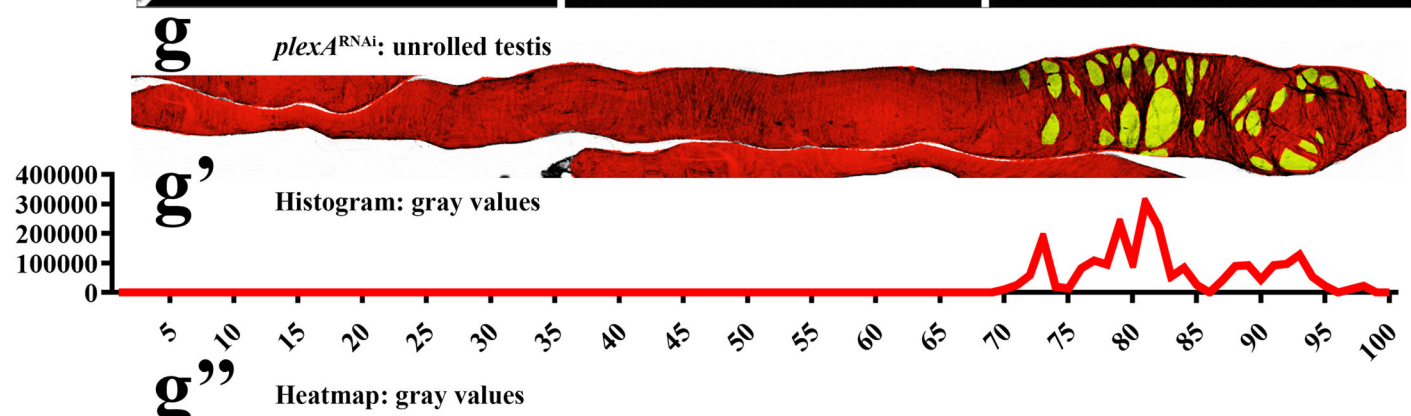 g
plexA^RNAi: unrolled testis
g’
Histogram: gray values
400000
300000
200000
100000
0
5 10 15 20 25 30 35 40 45 50 55 60 65 70 75 80 85 90 95 100
g’’
Heatmap: gray values